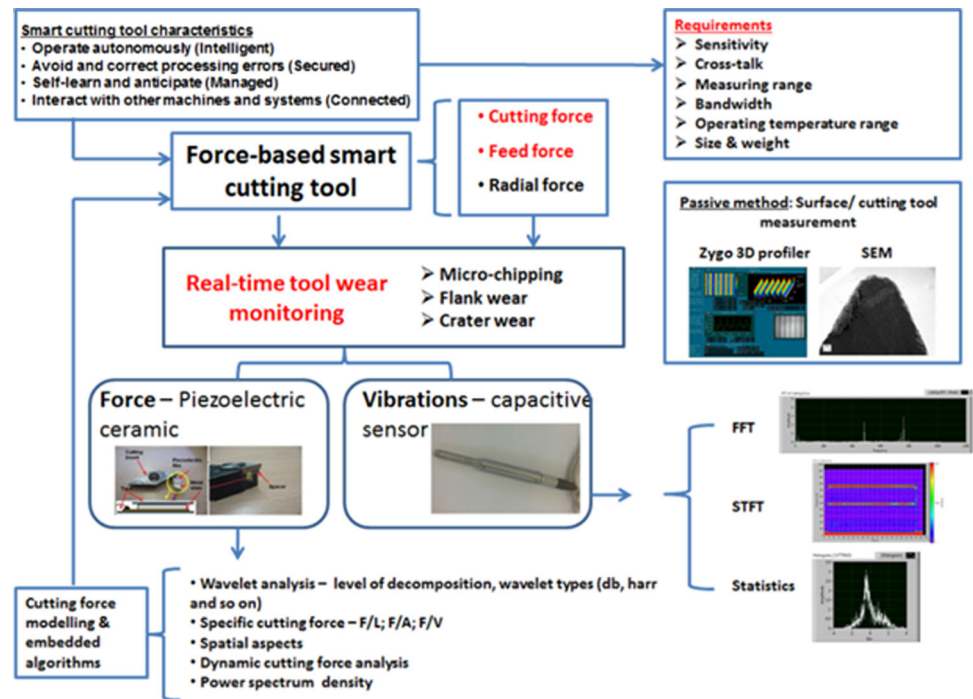 Smart cutting tool characteristics
• Operate autonomously (Intelligent)
• Avoid and correct processing errors (Secured)
• Self-learn and anticipate (Managed)
• Interact with other machines and systems (Connected)
Requirements
➢ Sensitivity
➢ Cross-talk
➢ Measuring range
➢ Bandwidth
➢ Operating temperature range
➢ Size & weight
Force-based smart
cutting tool
• Cutting force
• Feed force
• Radial force
Passive method: Surface/ cutting tool
measurement
Zygo 3D profiler
SEM
Real-time tool wear
monitoring
➢ Micro-chipping
➢ Flank wear
➢ Crater wear
Force – Piezoelectric
ceramic
Cutting
insert
Spacer
Vibrations – capacitive
sensor
FFT
STFT
Statistics
Cutting force
modelling &
embedded
algorithms
• Wavelet analysis – level of decomposition, wavelet types (db, harr
and so on)
• Specific cutting force – F/L; F/A; F/V
• Spatial aspects
• Dynamic cutting force analysis
• Power spectrum density